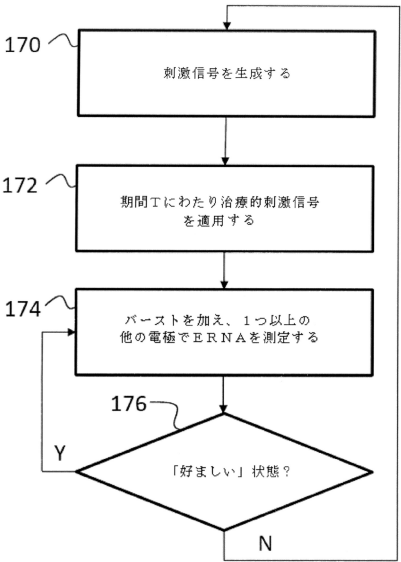 170
刺激信号を生成する
172
期間Tにわたり治療的刺激信号
を適用する
174
バーストを加え、1つ以上の
他の電極でERNAを測定する
176
Y
「好ましい」状態?
N